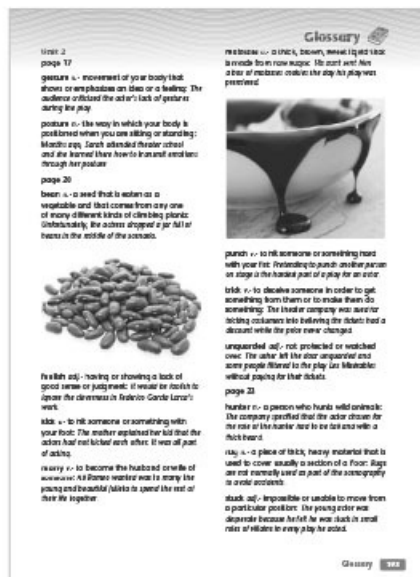 Glossary
Unit 2
page 17
gesture n.- movement of your body that
shows or emphasizes an idea or a feeling: The
audience criticized the actor's lack of gestures
during the play.
posture n.- the way in which your body is
positioned when you are sitting or standing:
Months ago, Sarah attended theater school
and she learned there how to transmit emotions
through her posture.
page 20
bean n.- a seed that is eaten as a
vegetable and that comes from any one
of many different kinds of climbing plants:
Unfortunately, the actress dropped a jar full of
beans in the middle of the scenario.
foolish adj.- having or showing a lack of
good sense or judgment: It would be foolish to
ignore the cleverness in Federico García Lorca's
work.
kick v.- to hit someone or something with
your foot: The mother explained her kid that the
actors had not kicked each other. It was all part
of acting.
marry v.- to become the husband or wife of
someone: As Romeo wanted was to marry the
young and beautiful Julieta to spend the rest of
their life together.
molasses n.- a thick, brown, sweet liquid that
is made from raw sugar: His aunt sent him
a box of molasses cookies the day his play was
premiered.
punch v.- to hit someone or something hard
with your fist: Pretending to punch another person
on stage is the hardest part of a play for an actor.
trick v.- to deceive someone in order to get
something from them or to make them do
something: The theater company was sued for
tricking costumers into believing the tickets had a
discount while the price never changed.
unguarded adj.- not protected or watched
over: The usher left the door unguarded and
some people filtered to the play Les Misérables
without paying for their tickets.
page 23
hunter n.- a person who hunts wild animals:
The company specified that the actor chosen for
the role of the hunter had to be tall and with a
thick beard.
rug n.- a piece of thick, heavy material that is
used to cover usually a section of a floor: Rugs
are not normally used as part of the scenography
to avoid accidents.
stuck adj.- impossible or unable to move from
a particular position: The young actor was
desperate because he felt he was stuck in small
roles of villains in every play he acted.
Glossary